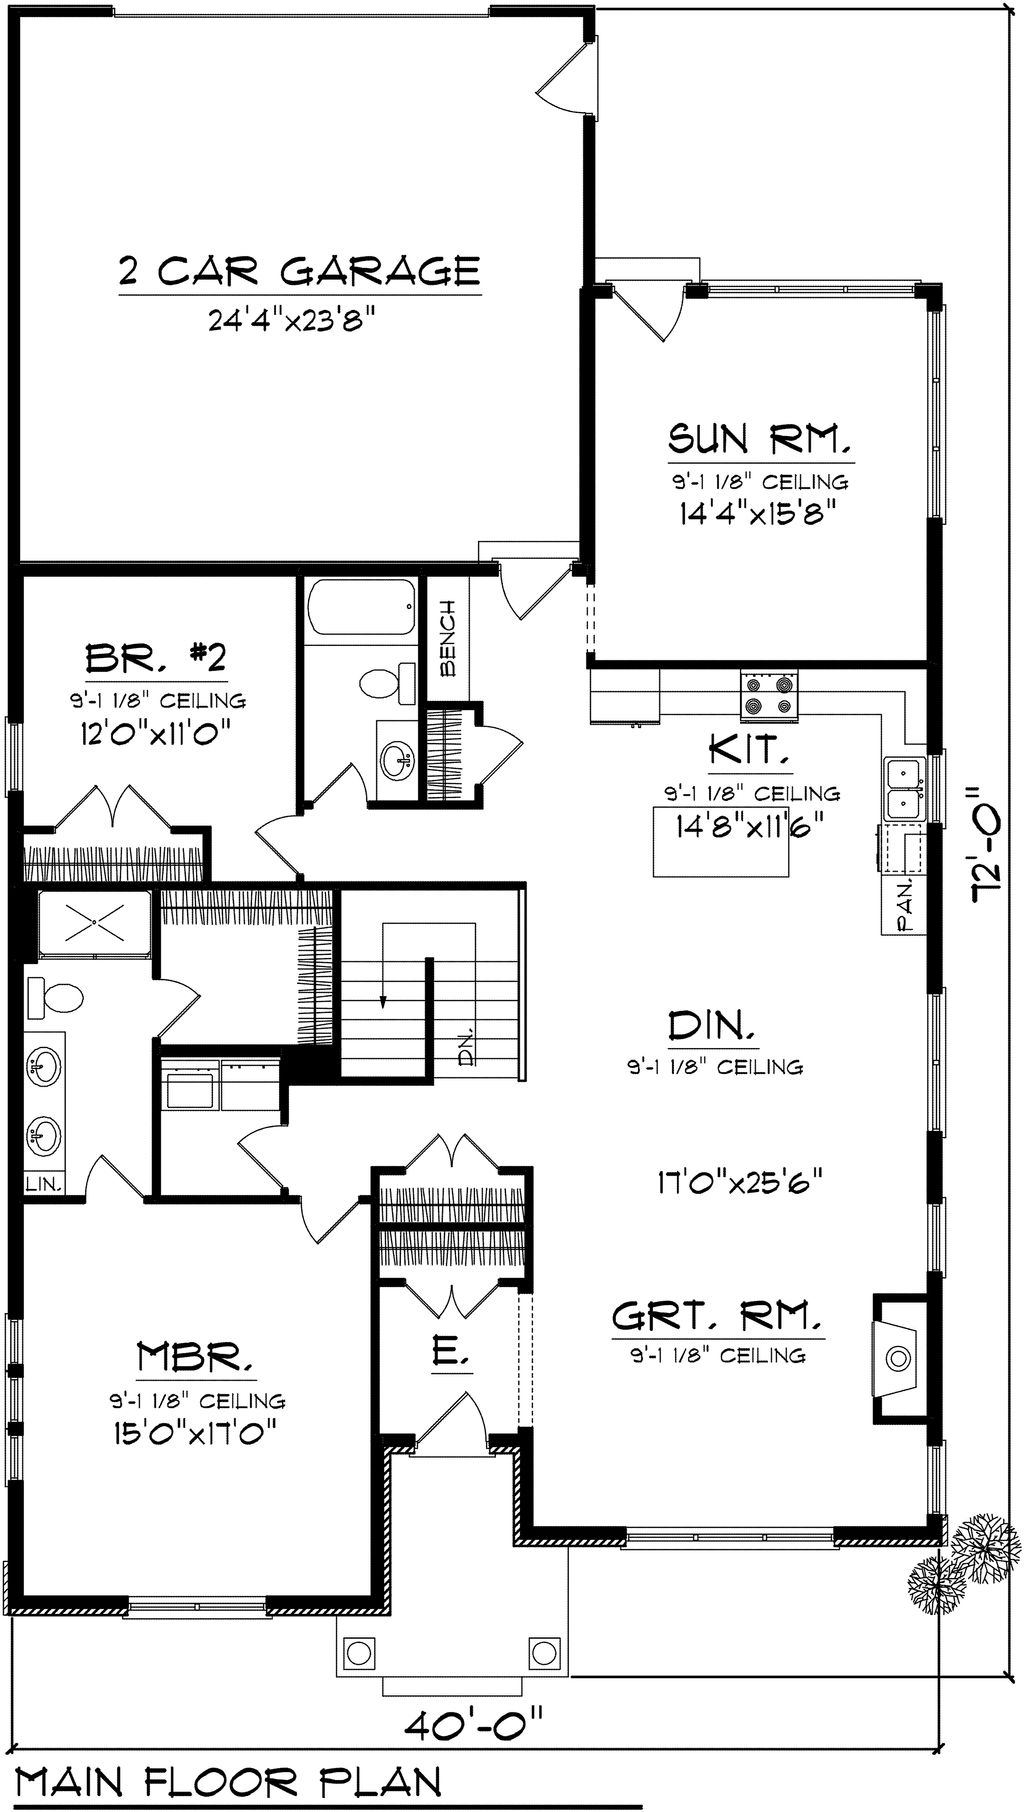 2 CAR GARAGE
24'4"x23'8"
SUN RM.
9'-1 1/8" CEILING
14'4"x15'8"
BENCH
BR. #2
9'-1 1/8" CEILING
12'0"x11'0"
KIT.
9'-1 1/8" CEILING
14'8"x11'6"
72'-0"
PAN.
DIN.
9'-1 1/8" CEILING
DN.
17'0"x25'6"
LIN.
GRT. RM.
9'-1 1/8" CEILING
E.
MBR.
9'-1 1/8" CEILING
15'0"x17'0"
40'-0"
MAIN FLOOR PLAN